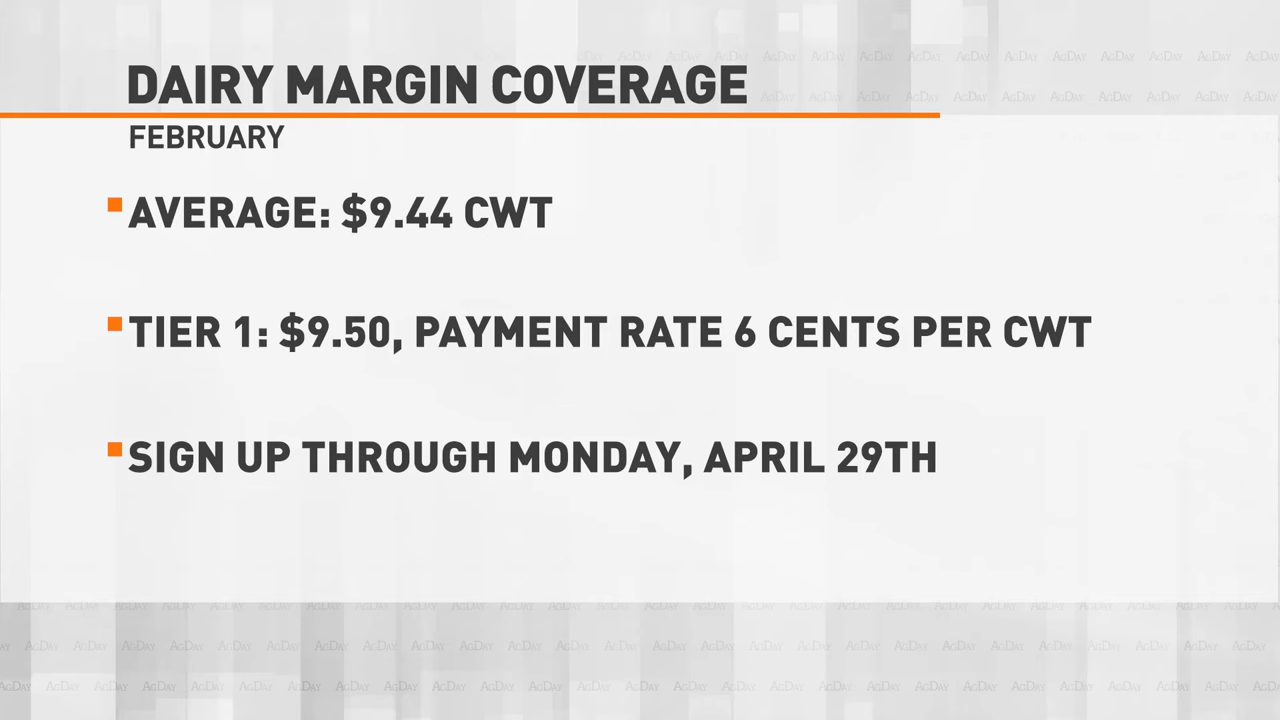 DAIRY MARGIN COVERAGE
FEBRUARY
AVERAGE: $9.44 CWT
TIER 1: $9.50, PAYMENT RATE 6 CENTS PER CWT
SIGN UP THROUGH MONDAY, APRIL 29TH